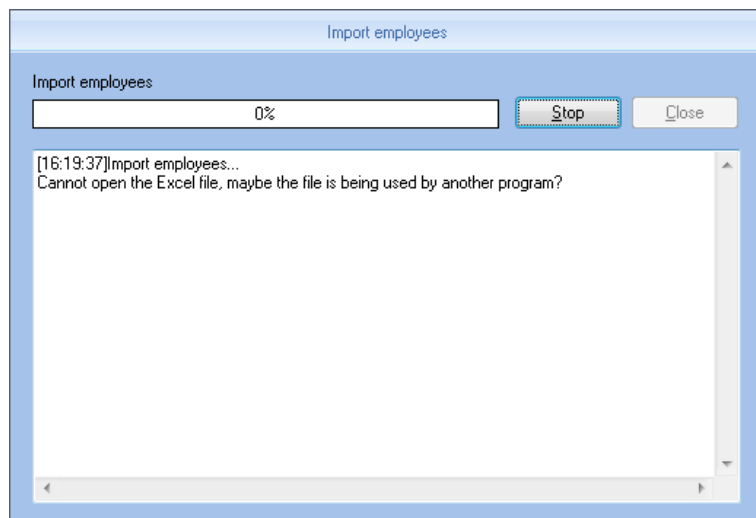 Import employees
Import employees
0%
Stop
Close
[16:19:37]Import employees...
Cannot open the Excel file, maybe the file is being used by another program?